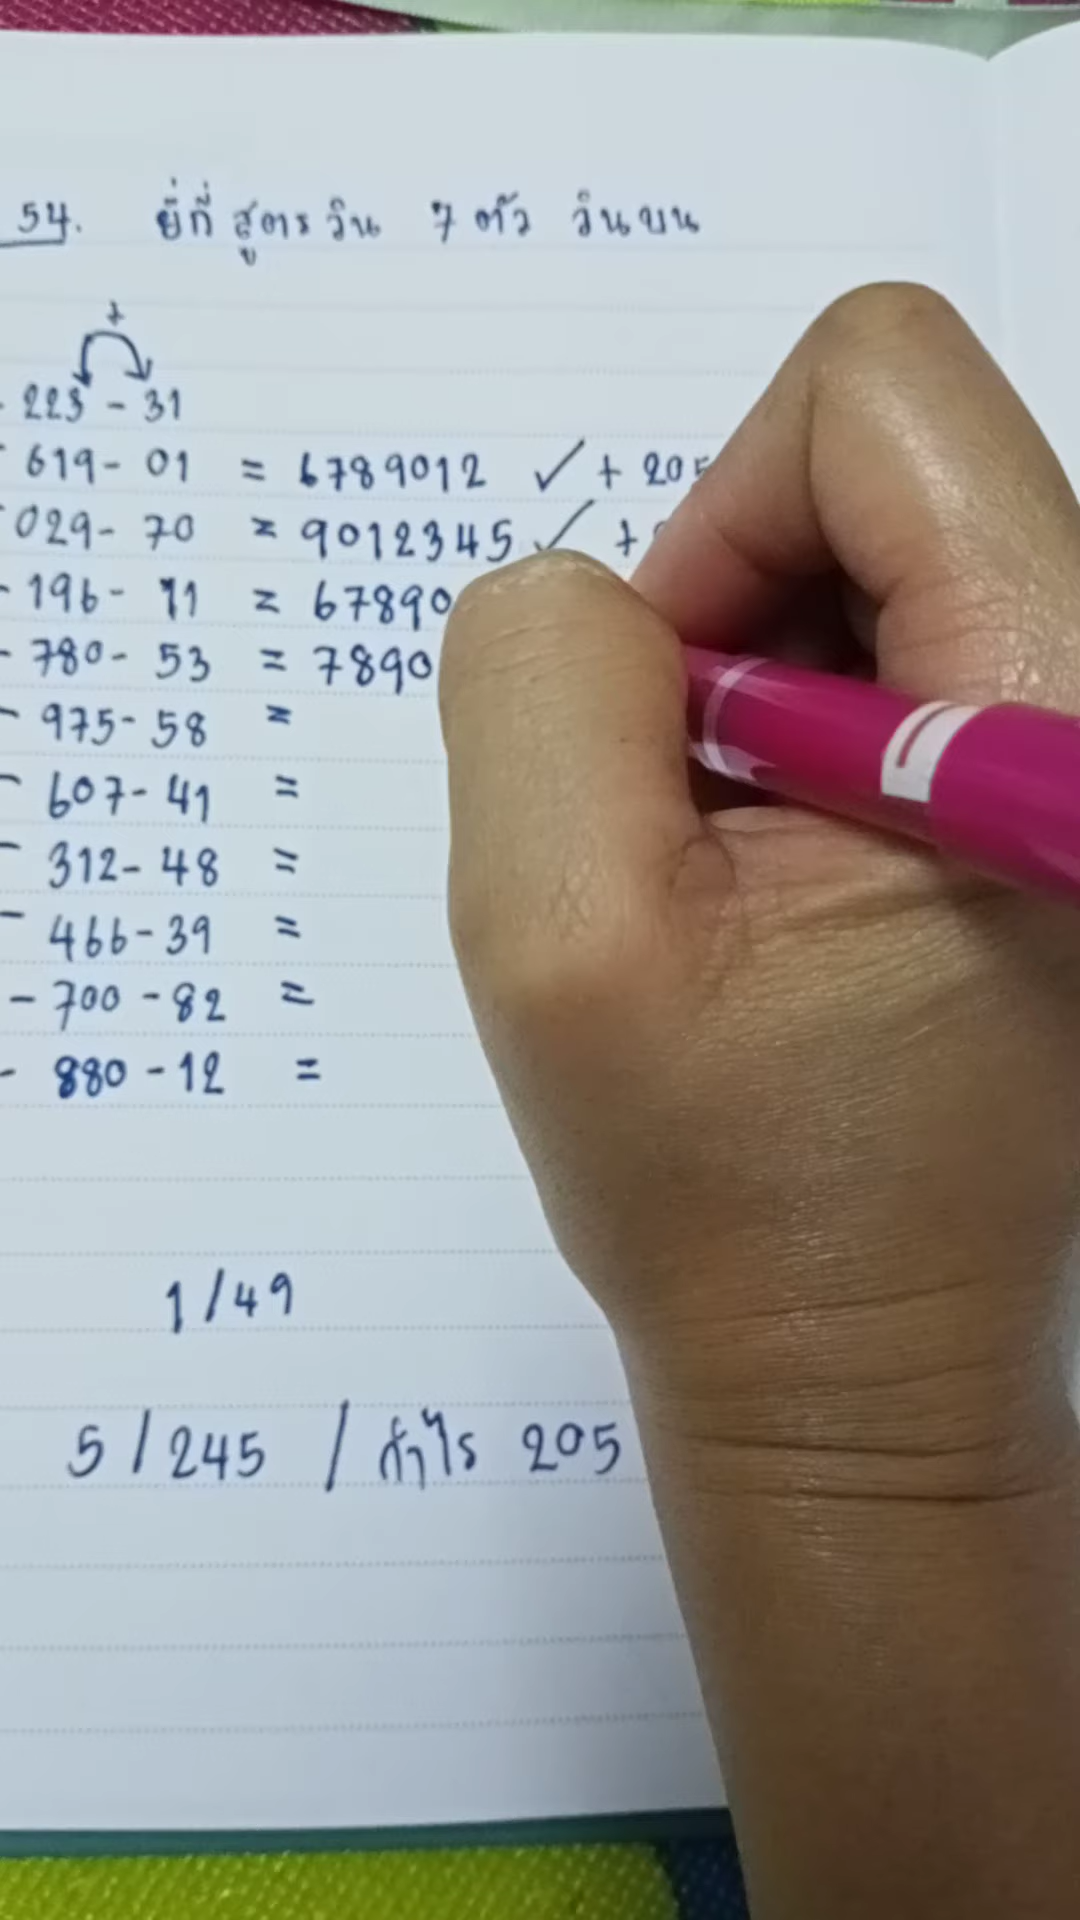 54. ยี่กี่ สูตร วิน 7 ตัว วินบน
+
- 223 - 31
- 619 - 01 = 6789012 ✓ + 205
- 029 - 70 = 9012345 ✓ +
- 196 - 11 = 67890
- 780 - 53 = 7890
- 975 - 58 =
- 607 - 41 =
- 312 - 48 =
- 466 - 39 =
- 700 - 82 =
- 880 - 12 =
1 / 49
5 / 245 / กำไร 205